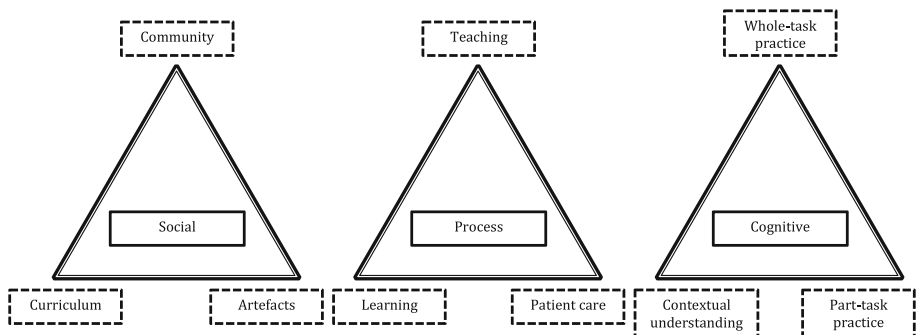 Community
Teaching
Whole-task
practice
Social
Process
Cognitive
Curriculum
Artefacts
Learning
Patient care
Contextual
understanding
Part-task
practice